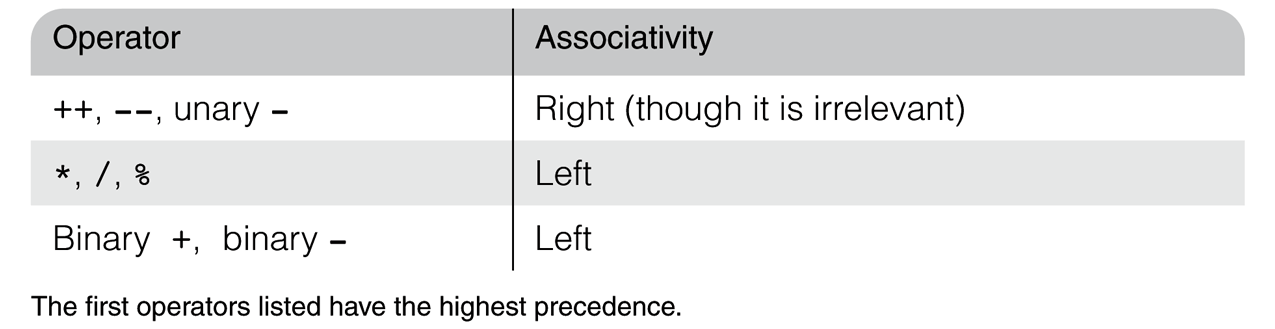 Operator Associativity
++, --, unary - Right (though it is irrelevant)
*, /, % Left
Binary +, binary - Left
The first operators listed have the highest precedence.